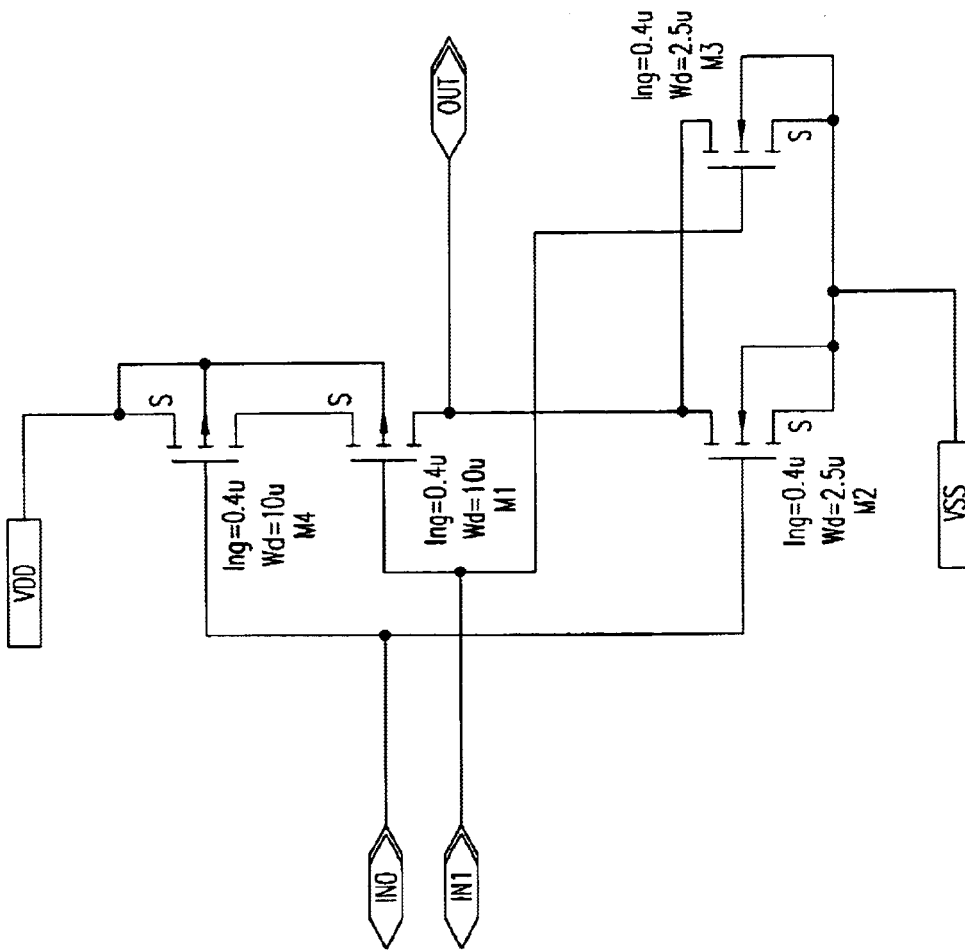 VDD
S
lng=0.4u
Wd=10u
M4
S
lng=0.4u
Wd=10u
M1
OUT
lng=0.4u
Wd=2.5u
M3
S
IN0
IN1
lng=0.4u
Wd=2.5u
M2
S
VSS